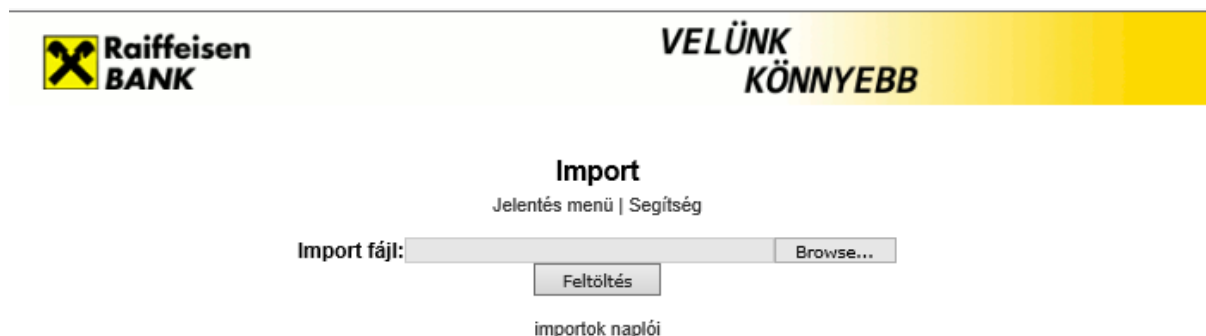 Raiffeisen
BANK
VELÜNK
KÖNNYEBB
Import
Jelentés menü | Segítség
Import fájl: Browse...
Feltöltés
importok naplói